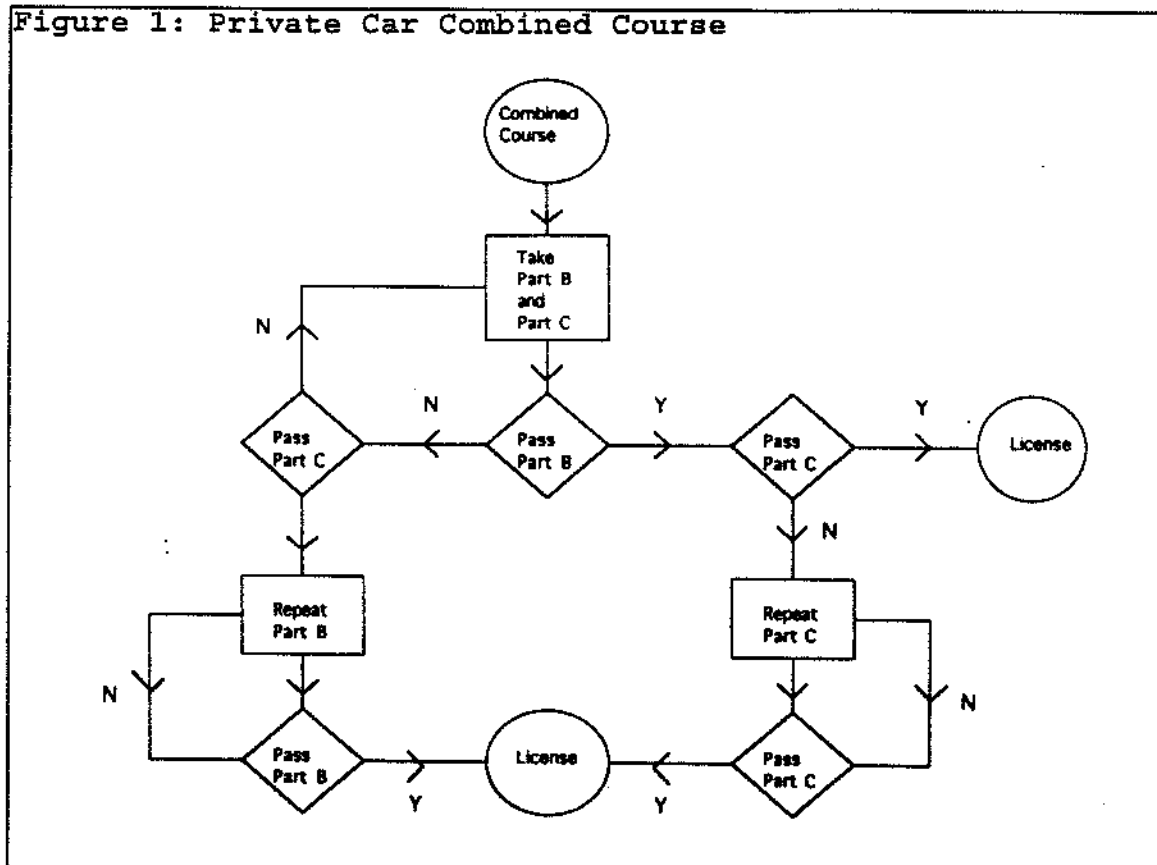 Figure 1: Private Car Combined Course
Combined
Course
Take
Part B
and
Part C
N
N
Y
Y
Pass
Part C
Pass
Part B
Pass
Part C
License
N
Repeat
Part B
Repeat
Part C
N
N
Pass
Part B
License
Pass
Part C
Y
Y